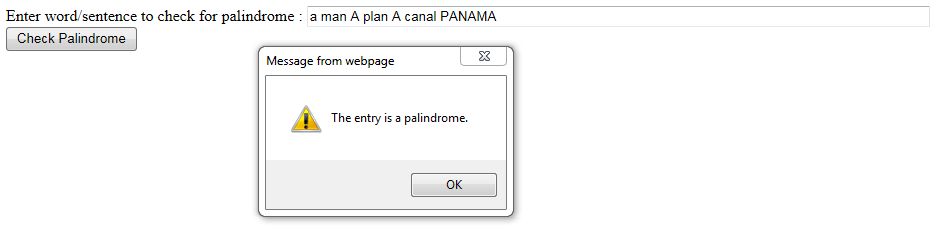 Enter word/sentence to check for palindrome : a man A plan A canal PANAMA
Check Palindrome
Message from webpage
The entry is a palindrome.
OK